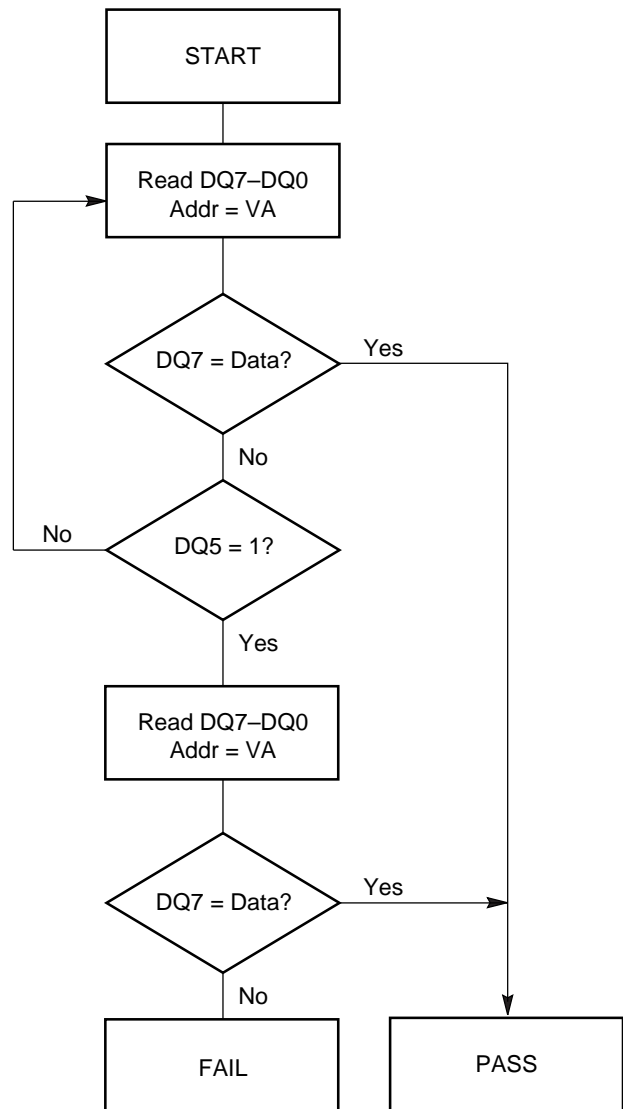 START
Read DQ7–DQ0
Addr = VA
DQ7 = Data?
Yes
No
No
DQ5 = 1?
Yes
Read DQ7–DQ0
Addr = VA
DQ7 = Data?
Yes
No
FAIL
PASS